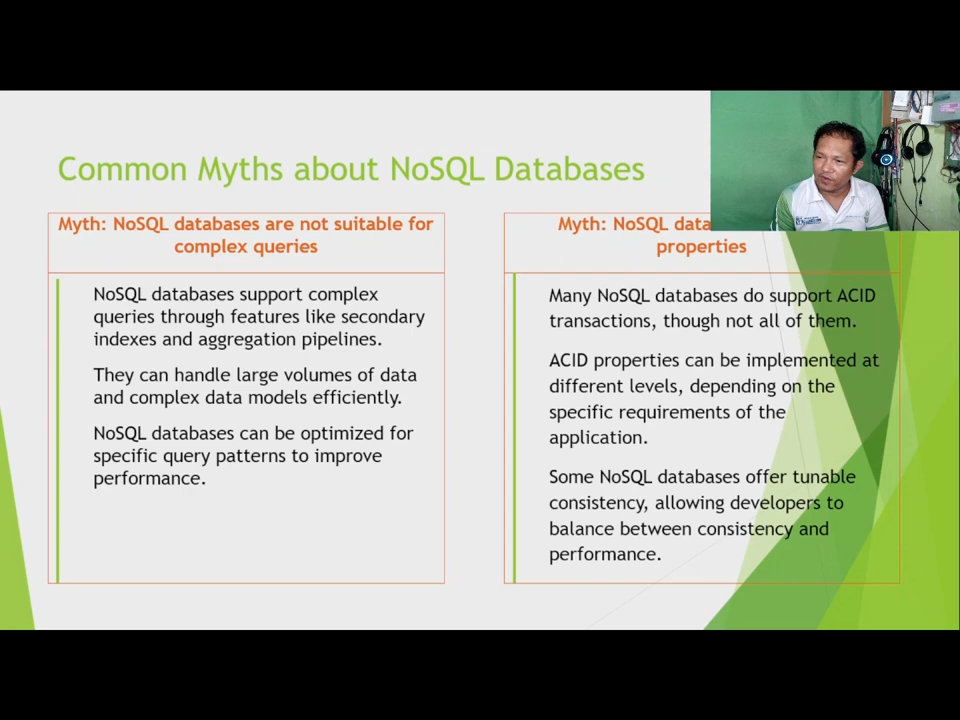 Common Myths about NoSQL Databases
Myth: NoSQL databases are not suitable for
complex queries
NoSQL databases support complex
queries through features like secondary
indexes and aggregation pipelines.
They can handle large volumes of data
and complex data models efficiently.
NoSQL databases can be optimized for
specific query patterns to improve
performance.
Myth: NoSQL data
properties
Many NoSQL databases do support ACID
transactions, though not all of them.
ACID properties can be implemented at
different levels, depending on the
specific requirements of the
application.
Some NoSQL databases offer tunable
consistency, allowing developers to
balance between consistency and
performance.